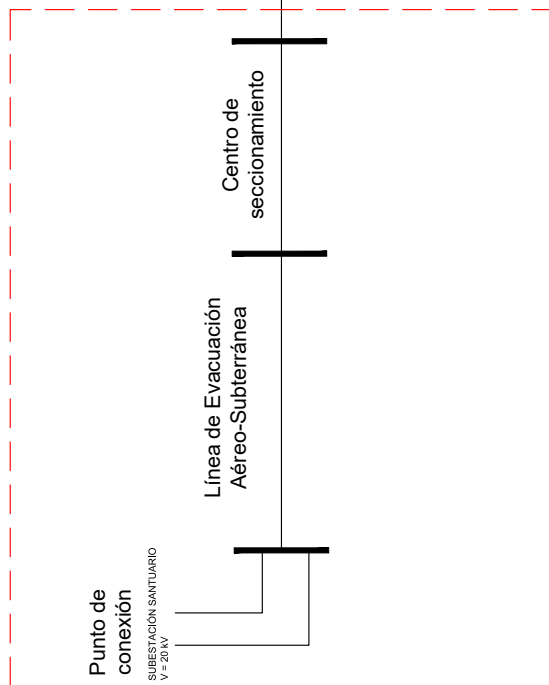 Centro de
seccionamiento
Línea de Evacuación
Aéreo-Subterránea
Punto de
conexión
SUBESTACIÓN SANTUARIO
V = 20 kV